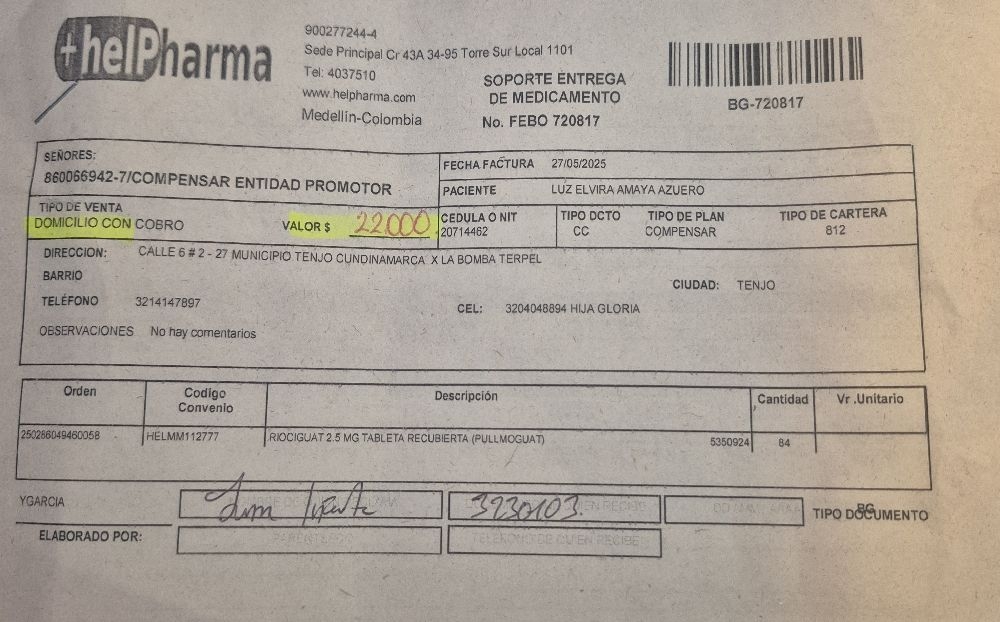 +helPharma
900277244-4
Sede Principal Cr 43A 34-95 Torre Sur Local 1101
Tel: 4037510
www.helpharma.com
Medellín-Colombia
SOPORTE ENTREGA
DE MEDICAMENTO
No. FEBO 720817
BG-720817
SEÑORES:
860066942-7/COMPENSAR ENTIDAD PROMOTOR
FECHA FACTURA 27/05/2025
PACIENTE LUZ ELVIRA AMAYA AZUERO
TIPO DE VENTA
DOMICILIO CON COBRO VALOR $ 22.000
CEDULA O NIT TIPO DCTO TIPO DE PLAN TIPO DE CARTERA
20714462 CC COMPENSAR 812
DIRECCION: CALLE 6 # 2 - 27 MUNICIPIO TENJO CUNDINAMARCA X LA BOMBA TERPEL
BARRIO CIUDAD: TENJO
TELÉFONO 3214147897 CEL: 3204048894 HIJA GLORIA
OBSERVACIONES No hay comentarios
Orden Codigo Convenio Descripción Cantidad Vr .Unitario
250286049460058 HELMM112777 RIOCIGUAT 2.5 MG TABLETA RECUBIERTA (PULLMOGUAT) 5350924 84
YGARCIA 3230103. BG
TIPO DOCUMENTO
ELABORADO POR: PARENTESCO TELEFONO DE QUIEN RECIBE